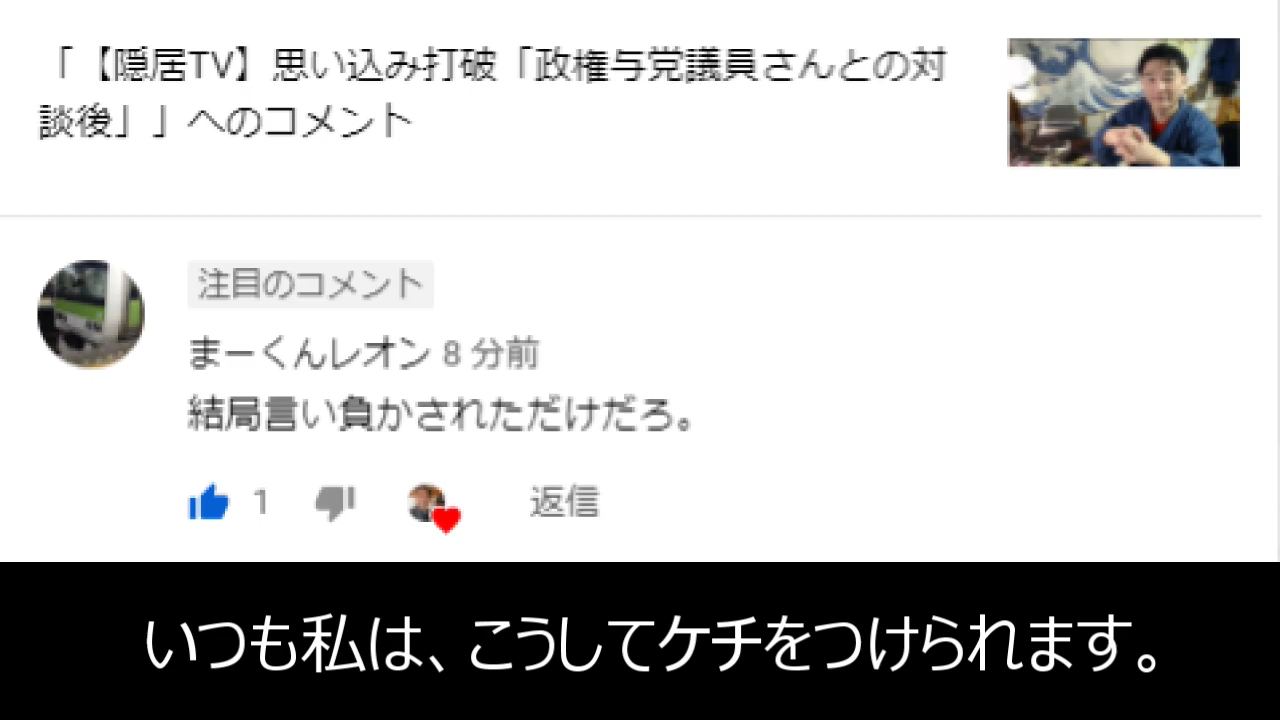 「【隠居TV】思い込み打破「政権与党議員さんとの対
談後」」へのコメント
注目のコメント
まーくんレオン 8 分前
結局言い負かされただけだろ。
1 返信
いつも私は、こうしてケチをつけられます。